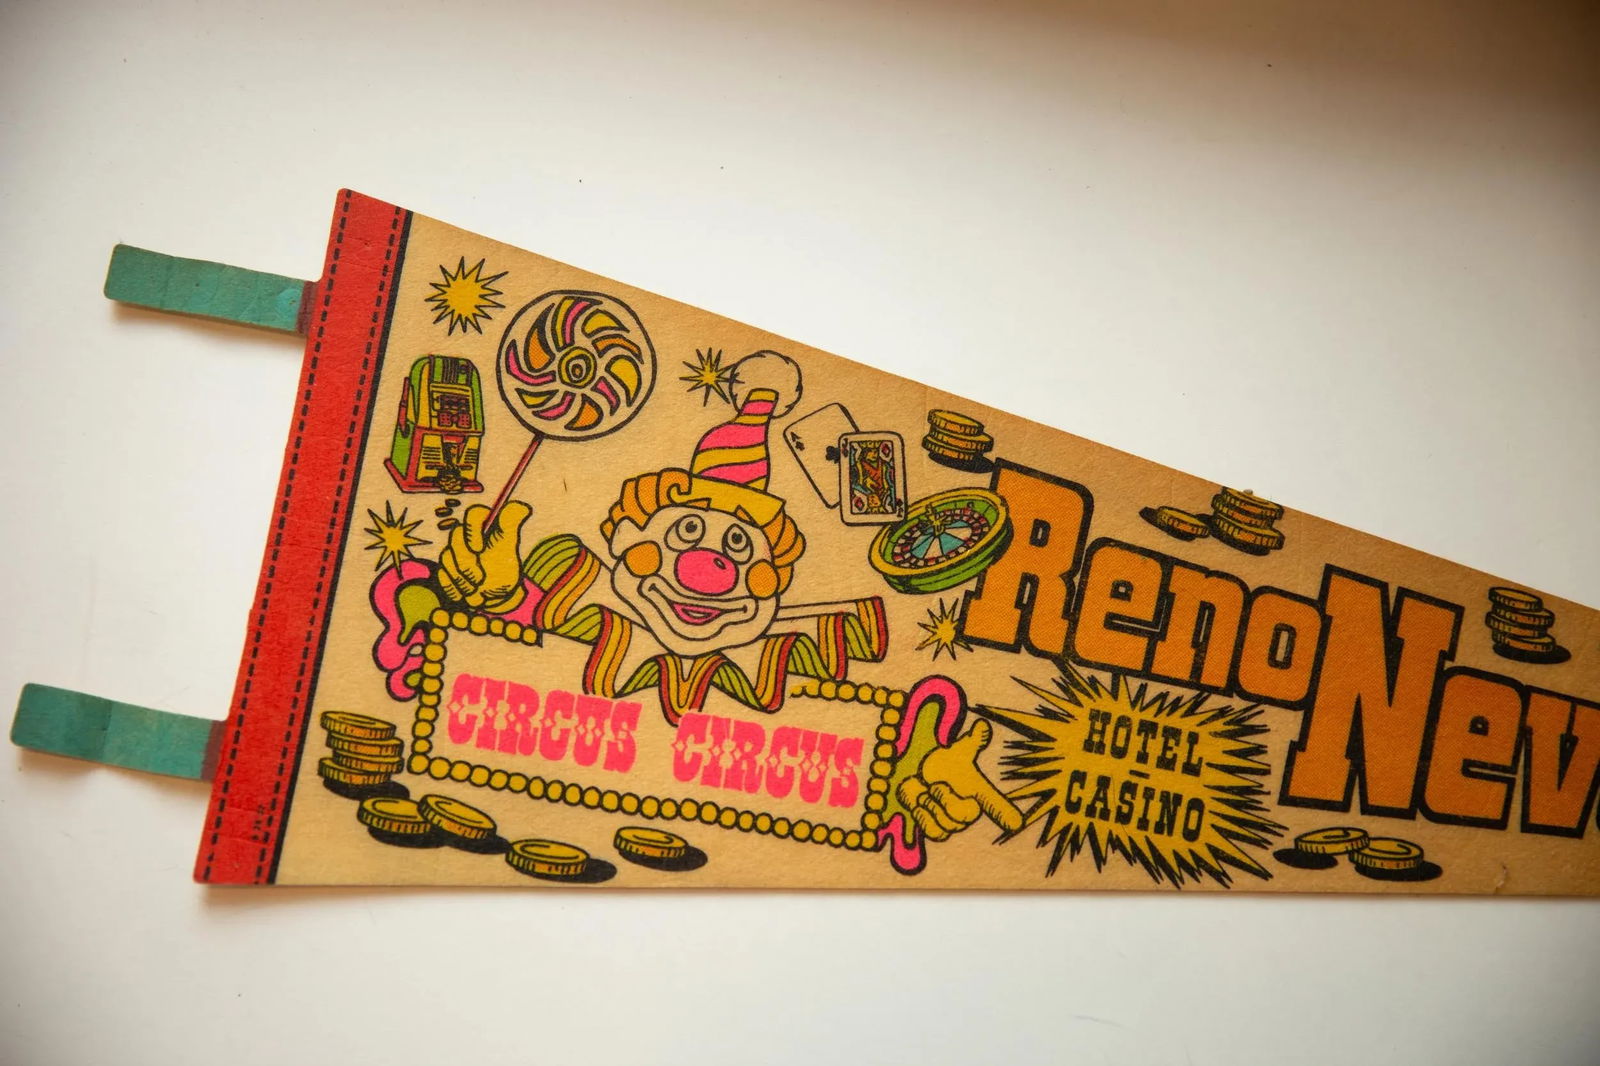 CIRCUS CIRCUS
HOTEL
CASINO
Reno Nev